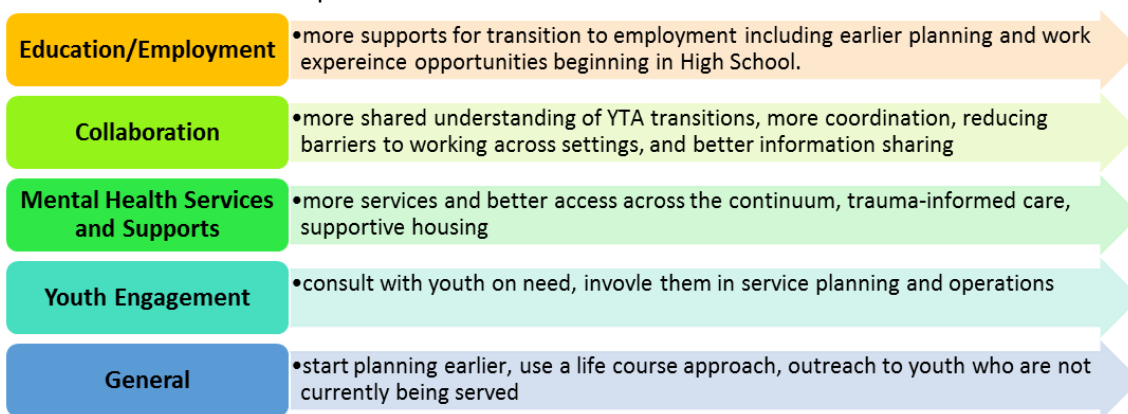 Education/Employment
•more supports for transition to employment including earlier planning and work
expereince opportunities beginning in High School.
Collaboration
•more shared understanding of YTA transitions, more coordination, reducing
barriers to working across settings, and better information sharing
Mental Health Services
and Supports
•more services and better access across the continuum, trauma-informed care,
supportive housing
Youth Engagement
•consult with youth on need, invovle them in service planning and operations
General
•start planning earlier, use a life course approach, outreach to youth who are not
currently being served